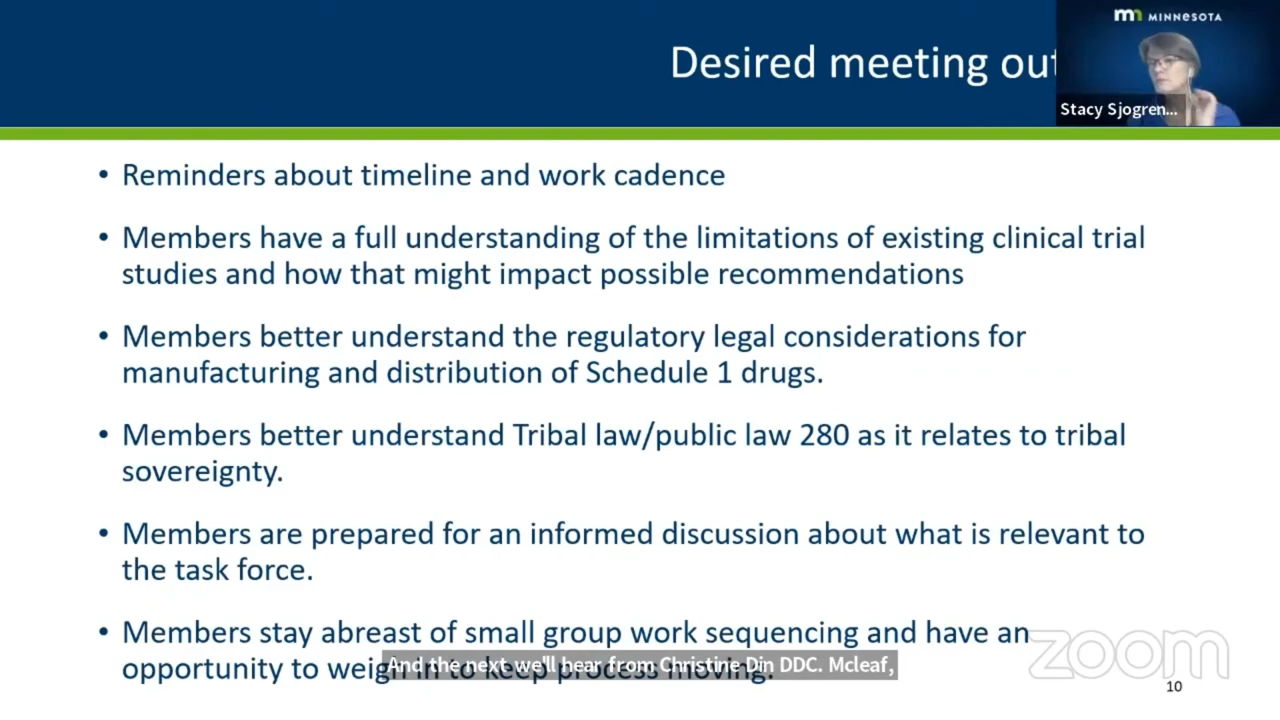 mn MINNESOTA
Desired meeting out
Stacy Sjogren...
• Reminders about timeline and work cadence
• Members have a full understanding of the limitations of existing clinical trial
studies and how that might impact possible recommendations
• Members better understand the regulatory legal considerations for
manufacturing and distribution of Schedule 1 drugs.
• Members better understand Tribal law/public law 280 as it relates to tribal
sovereignty.
• Members are prepared for an informed discussion about what is relevant to
the task force.
• Members stay abreast of small group work sequencing and have an
opportunity to weigh in to keep process moving.
And the next we'll hear from Christine Din DDC. Mcleaf,
zoom
10